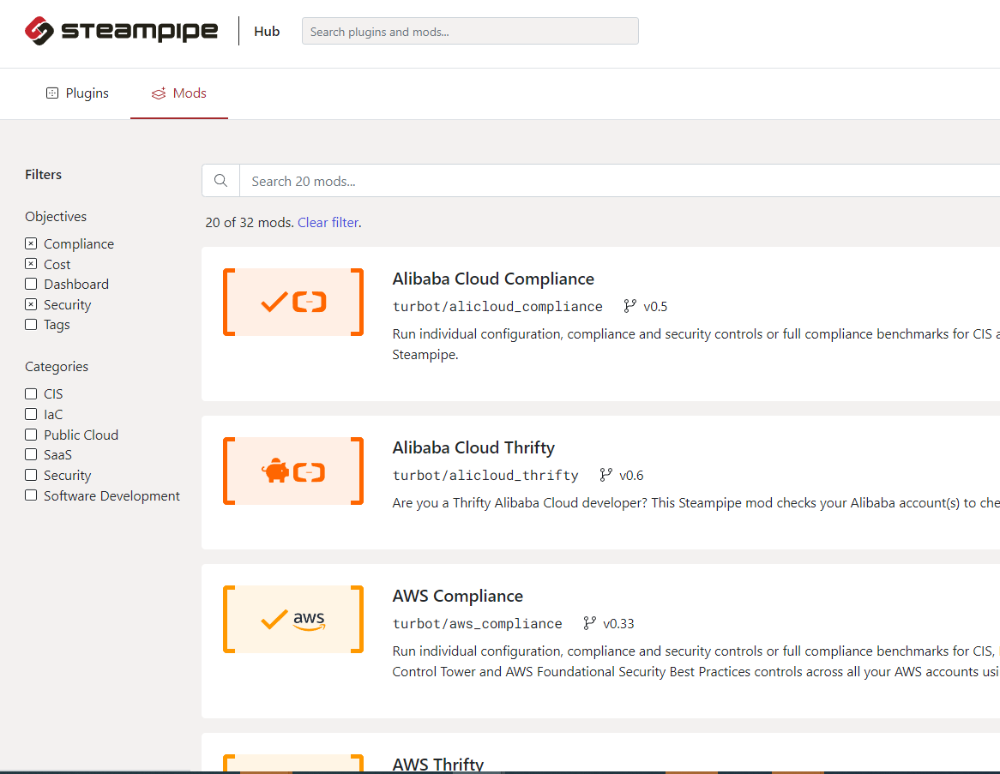 steampipe
Hub
Search plugins and mods...
Plugins
Mods
Filters
Objectives
Compliance
Cost
Dashboard
Security
Tags
Categories
CIS
IaC
Public Cloud
SaaS
Security
Software Development
Search 20 mods...
20 of 32 mods. Clear filter.
Alibaba Cloud Compliance
turbot/alicloud_compliance v0.5
Run individual configuration, compliance and security controls or full compliance benchmarks for CIS a
Steampipe.
Alibaba Cloud Thrifty
turbot/alicloud_thrifty v0.6
Are you a Thrifty Alibaba Cloud developer? This Steampipe mod checks your Alibaba account(s) to che
aws
AWS Compliance
turbot/aws_compliance v0.33
Run individual configuration, compliance and security controls or full compliance benchmarks for CIS,
Control Tower and AWS Foundational Security Best Practices controls across all your AWS accounts usi
AWS Thrifty